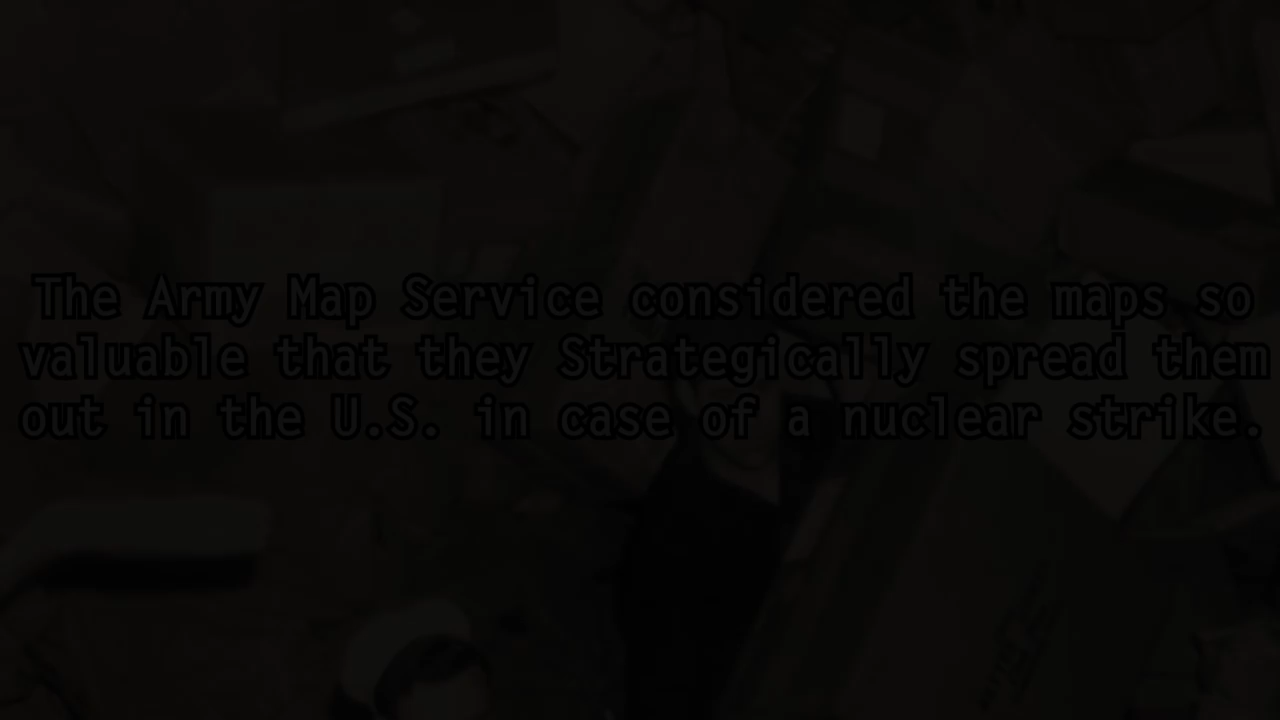 The Army Map Service considered the maps so
valuable that they Strategically spread them
out in the U.S. in case of a nuclear strike.